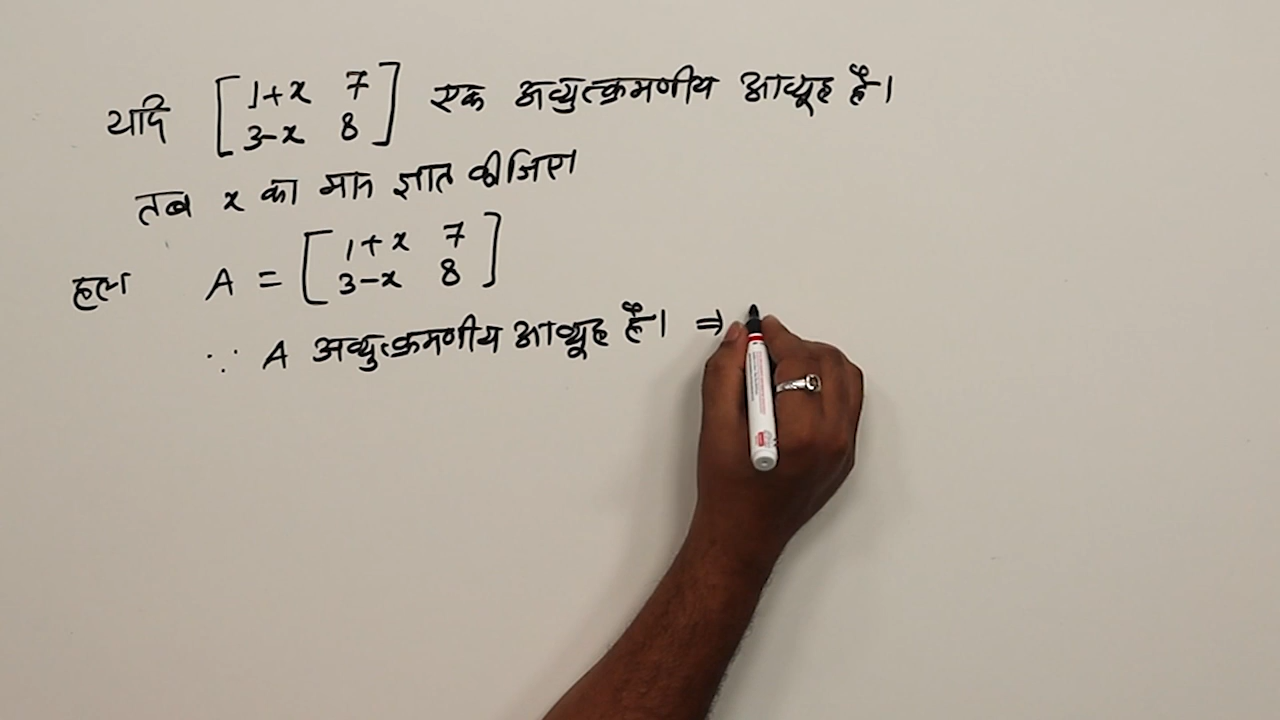 यदि [1+x 7
3-x 8] एक अव्युत्क्रमणीय आव्यूह है।
तब x का मान ज्ञात कीजिए
हल A = [1+x 7
3-x 8]
∵ A अव्युत्क्रमणीय आव्यूह है। ⇒